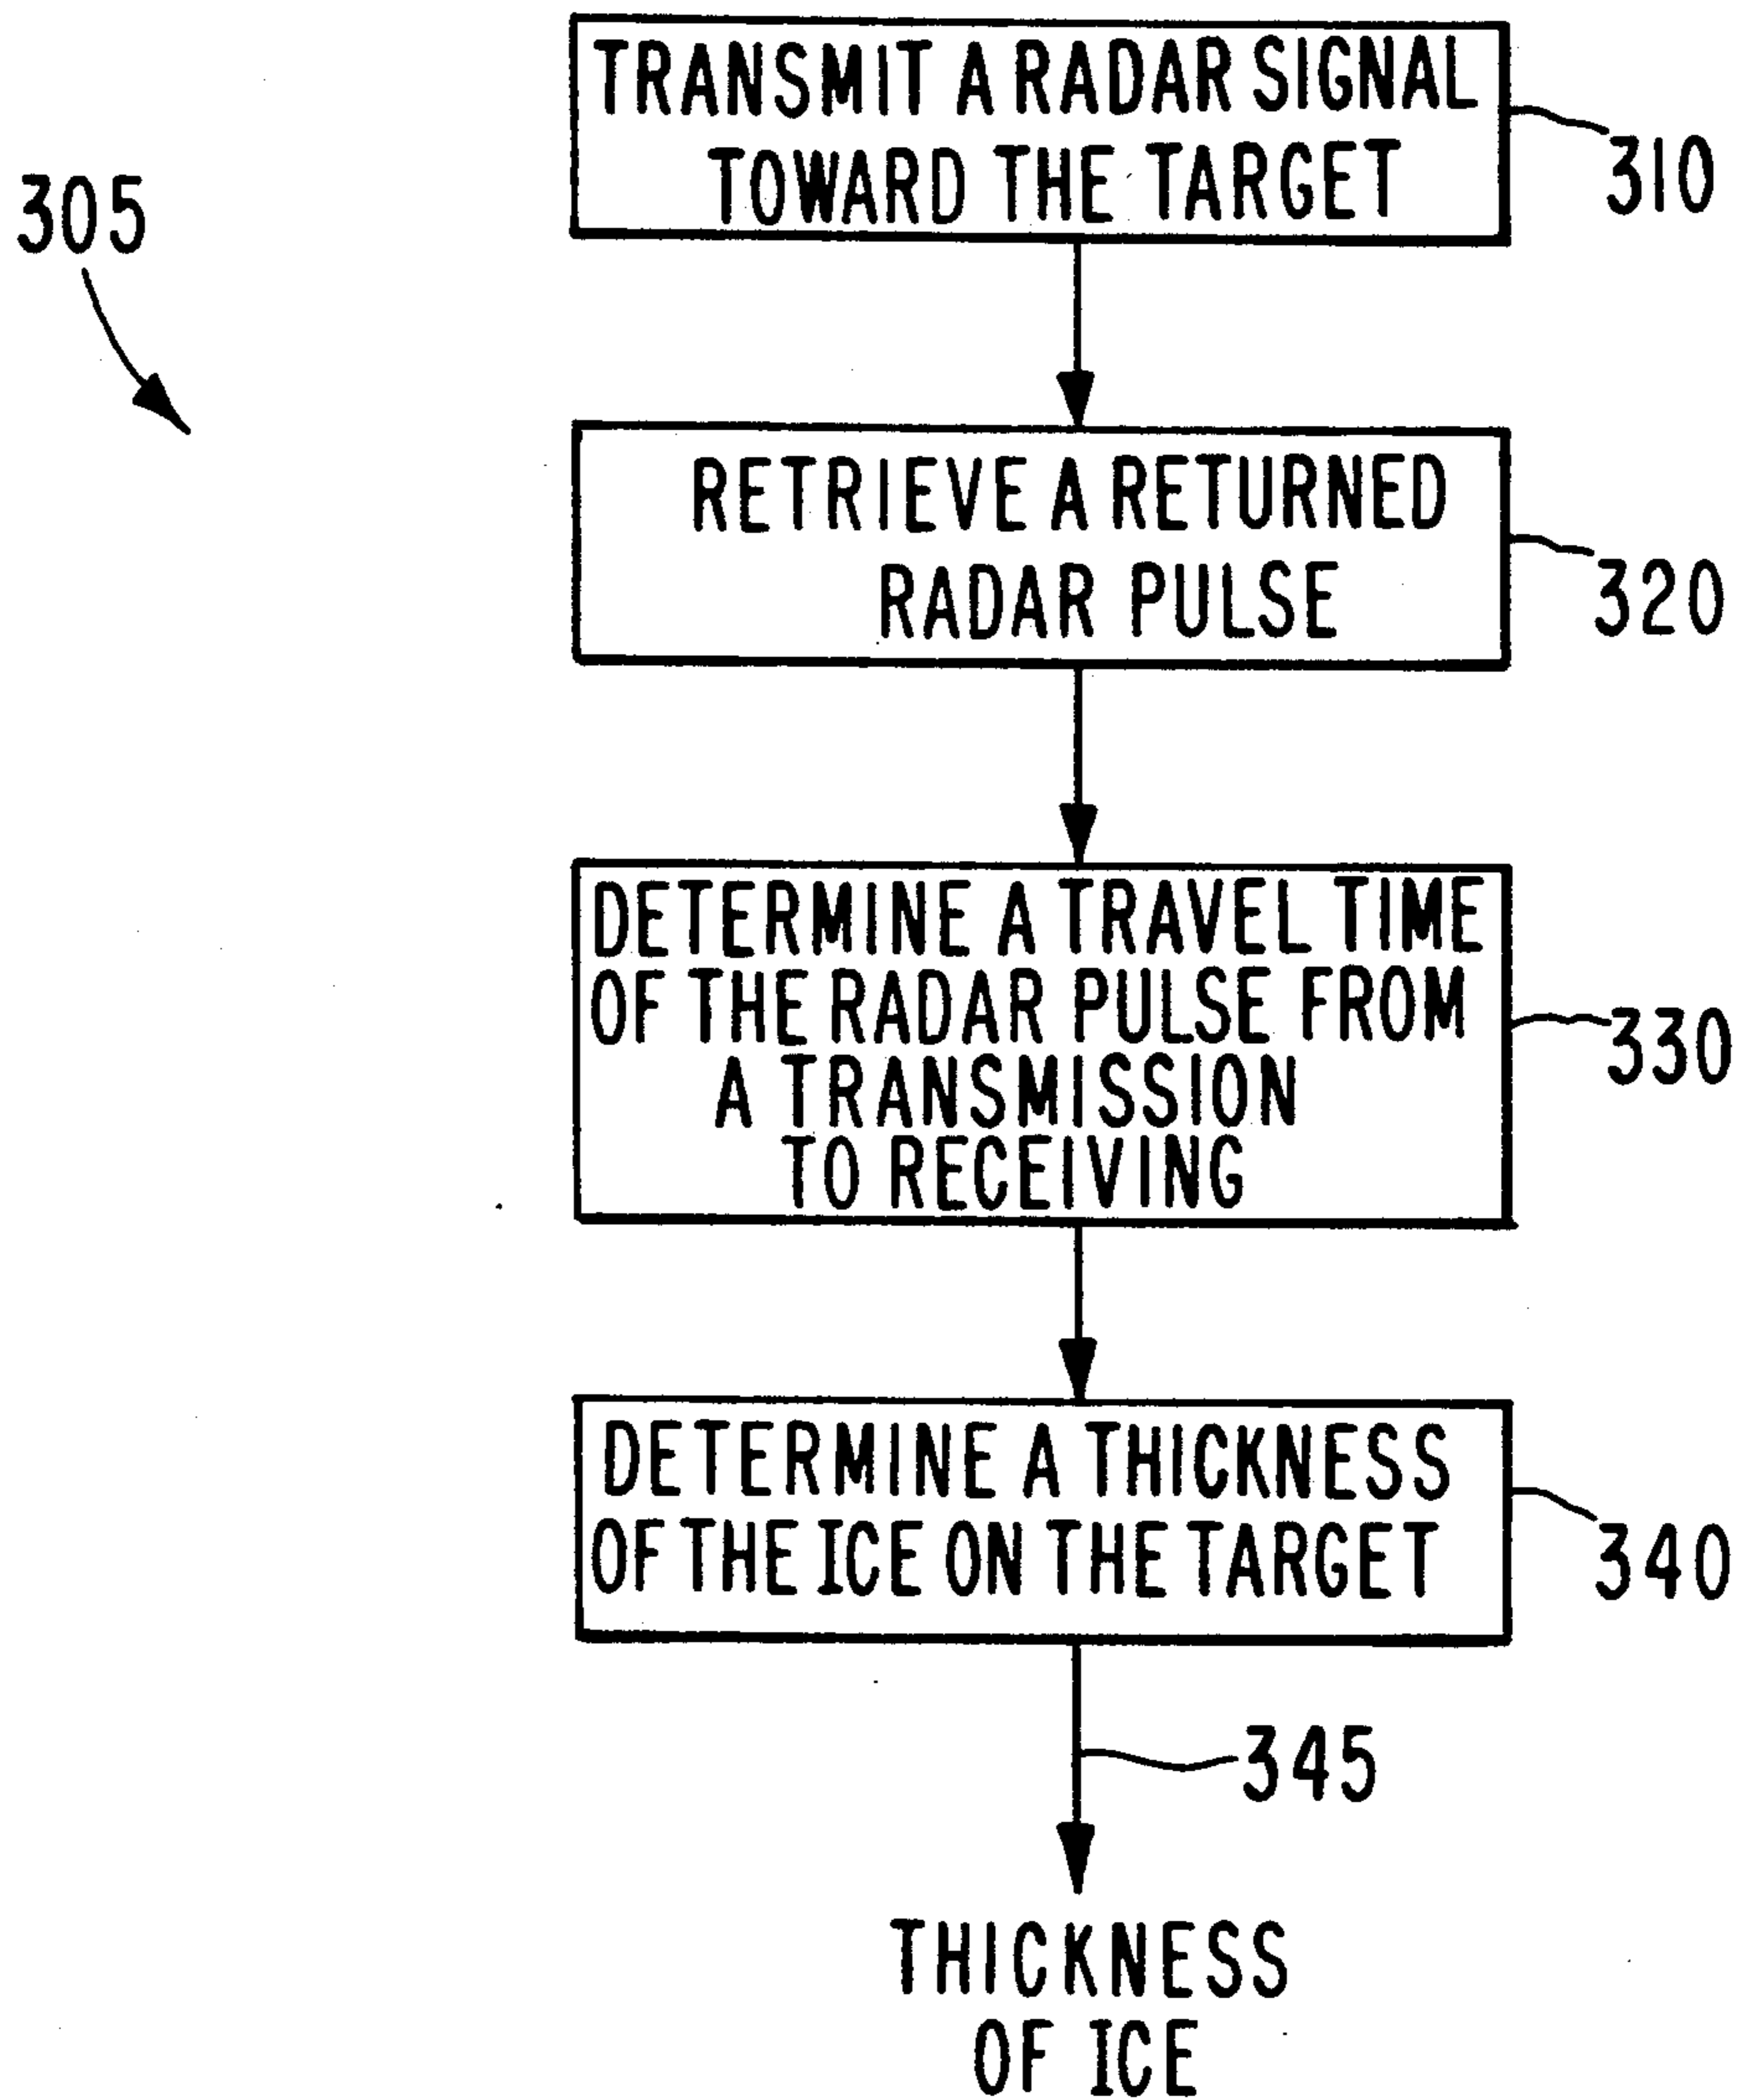 TRANSMIT A RADAR SIGNAL
TOWARD THE TARGET
310
305
RETRIEVE A RETURNED
RADAR PULSE
320
DETERMINE A TRAVEL TIME
OF THE RADAR PULSE FROM
A TRANSMISSION
TO RECEIVING
330
DETERMINE A THICKNESS
OF THE ICE ON THE TARGET
340
345
THICKNESS
OF ICE